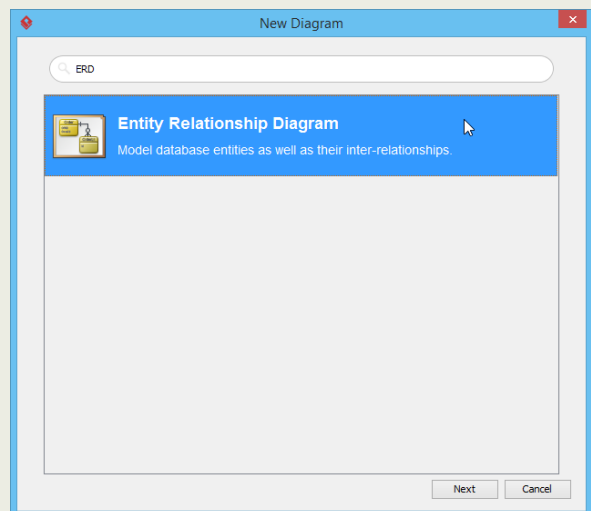 New Diagram
ERD
Entity Relationship Diagram
Model database entities as well as their inter-relationships.
Next Cancel